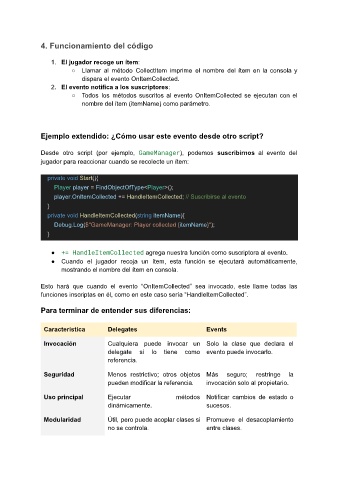 4. Funcionamiento del código
1. El jugador recoge un ítem:
○ Llamar al método CollectItem imprime el nombre del ítem en la consola y
dispara el evento OnItemCollected.
2. El evento notifica a los suscriptores:
○ Todos los métodos suscritos al evento OnItemCollected se ejecutan con el
nombre del ítem (itemName) como parámetro.
Ejemplo extendido: ¿Cómo usar este evento desde otro script?
Desde otro script (por ejemplo, GameManager), podemos suscribirnos al evento del
jugador para reaccionar cuando se recolecte un ítem:
private void Start(){
Player player = FindObjectOfType<Player>();
player.OnItemCollected += HandleItemCollected; // Suscribirse al evento
}
private void HandleItemCollected(string itemName){
Debug.Log($"GameManager: Player collected {itemName}");
}
● += HandleItemCollected agrega nuestra función como suscriptora al evento.
● Cuando el jugador recoja un ítem, esta función se ejecutará automáticamente,
mostrando el nombre del ítem en consola.
Esto hará que cuando el evento “OnItemCollected” sea invocado, este llame todas las
funciones inscriptas en él, como en este caso sería “HandleItemCollected”.
Para terminar de entender sus diferencias:
Característica Delegates Events
Invocación Cualquiera puede invocar un Solo la clase que declara el
delegate si lo tiene como evento puede invocarlo.
referencia.
Seguridad Menos restrictivo; otros objetos Más seguro; restringe la
pueden modificar la referencia. invocación solo al propietario.
Uso principal Ejecutar métodos Notificar cambios de estado o
dinámicamente. sucesos.
Modularidad Útil, pero puede acoplar clases si Promueve el desacoplamiento
no se controla. entre clases.